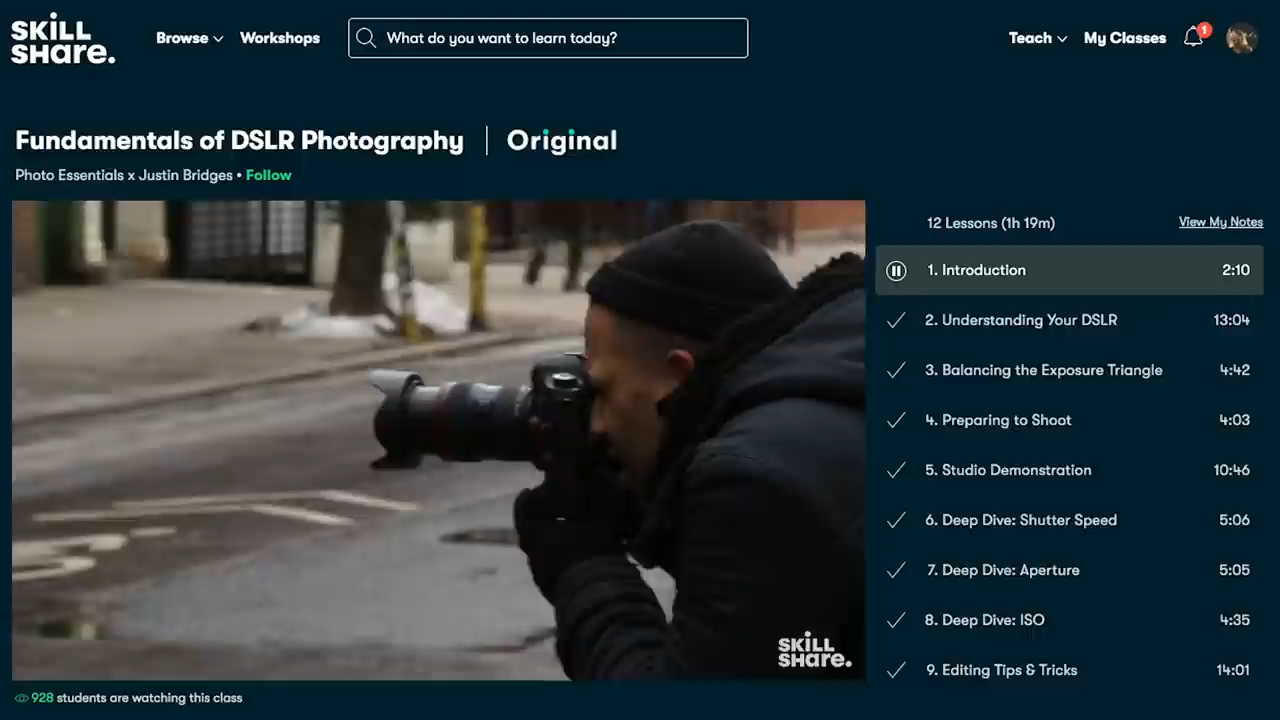 SKILL
SHARE.
Browse
Workshops
What do you want to learn today?
Teach
My Classes
1
Fundamentals of DSLR Photography | Original
Photo Essentials x Justin Bridges • Follow
12 Lessons (1h 19m)
View My Notes
1. Introduction 2:10
2. Understanding Your DSLR 13:04
3. Balancing the Exposure Triangle 4:42
4. Preparing to Shoot 4:03
5. Studio Demonstration 10:46
6. Deep Dive: Shutter Speed 5:06
7. Deep Dive: Aperture 5:05
8. Deep Dive: ISO 4:35
9. Editing Tips & Tricks 14:01
SKILL
SHARE.
928 students are watching this class